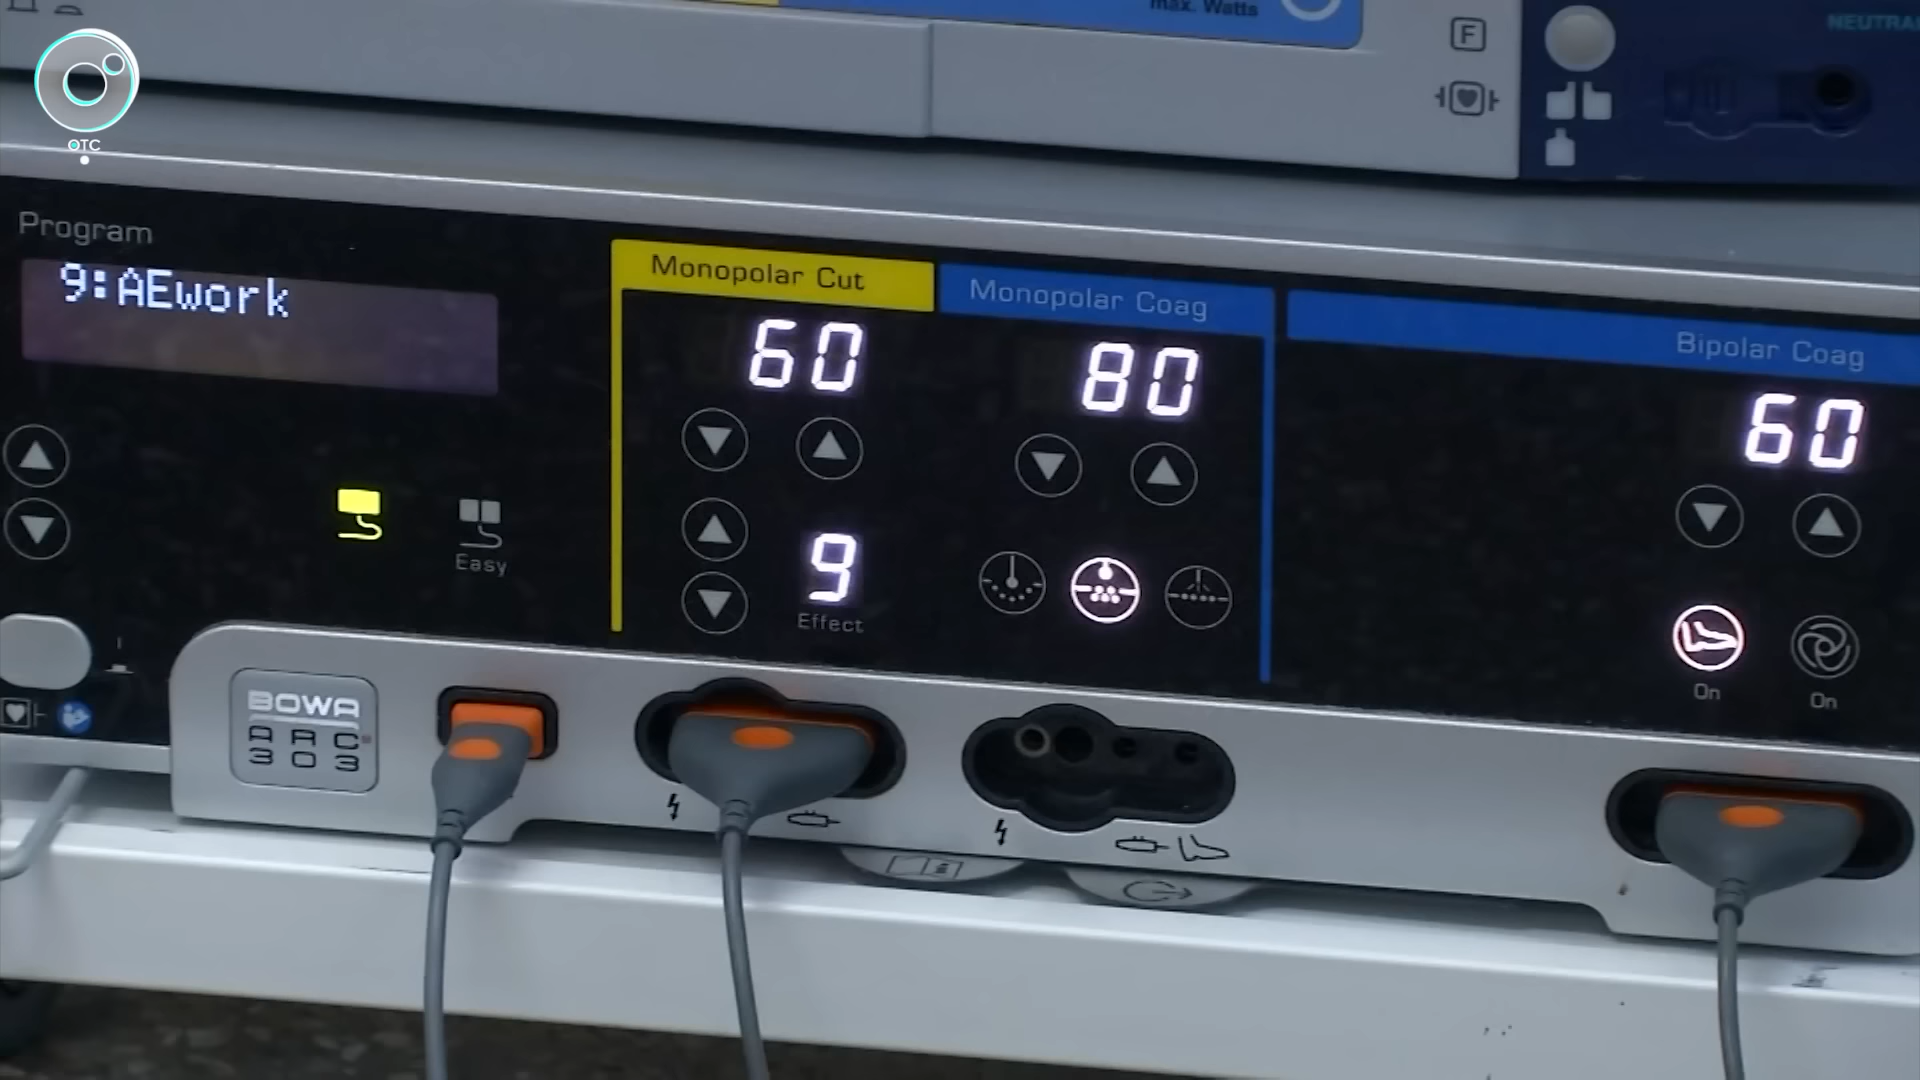 max. Watts
F
NEUTRAL
OTC
Program
9:AEwork
Monopolar Cut
Monopolar Coag
Bipolar Coag
60
80
60
Easy
9
Effect
On
On
BOWA
ARC
303